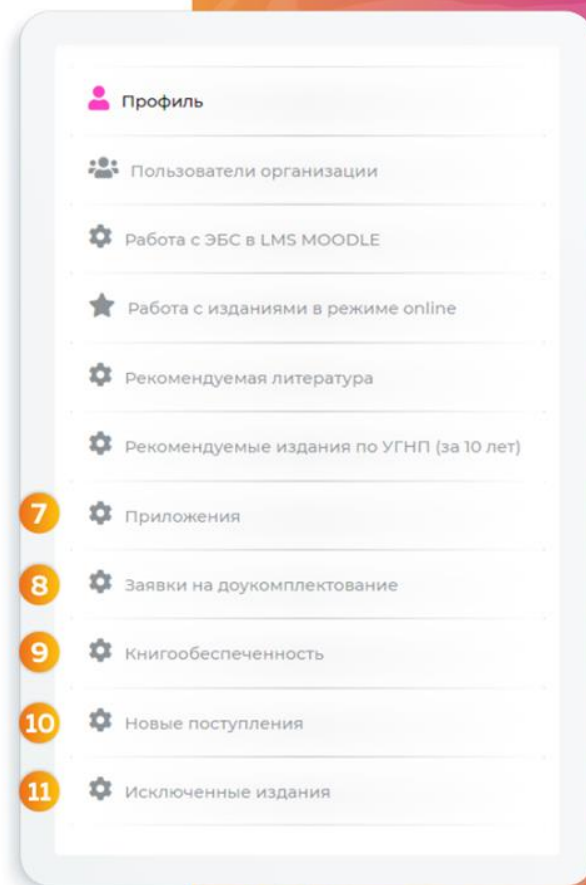 Профиль
Пользователи организации
Работа с ЭБС в LMS MOODLE
Работа с изданиями в режиме online
Рекомендуемая литература
Рекомендуемые издания по УГНП (за 10 лет)
7 Приложения
8 Заявки на доукомплектование
9 Книгообеспеченность
10 Новые поступления
11 Исключенные издания